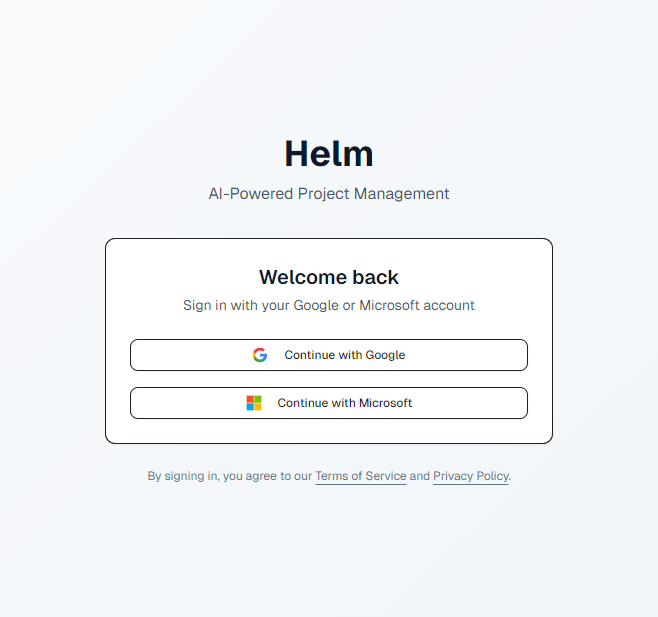 Helm
AI-Powered Project Management
Welcome back
Sign in with your Google or Microsoft account
Continue with Google
Continue with Microsoft
By signing in, you agree to our Terms of Service and Privacy Policy.